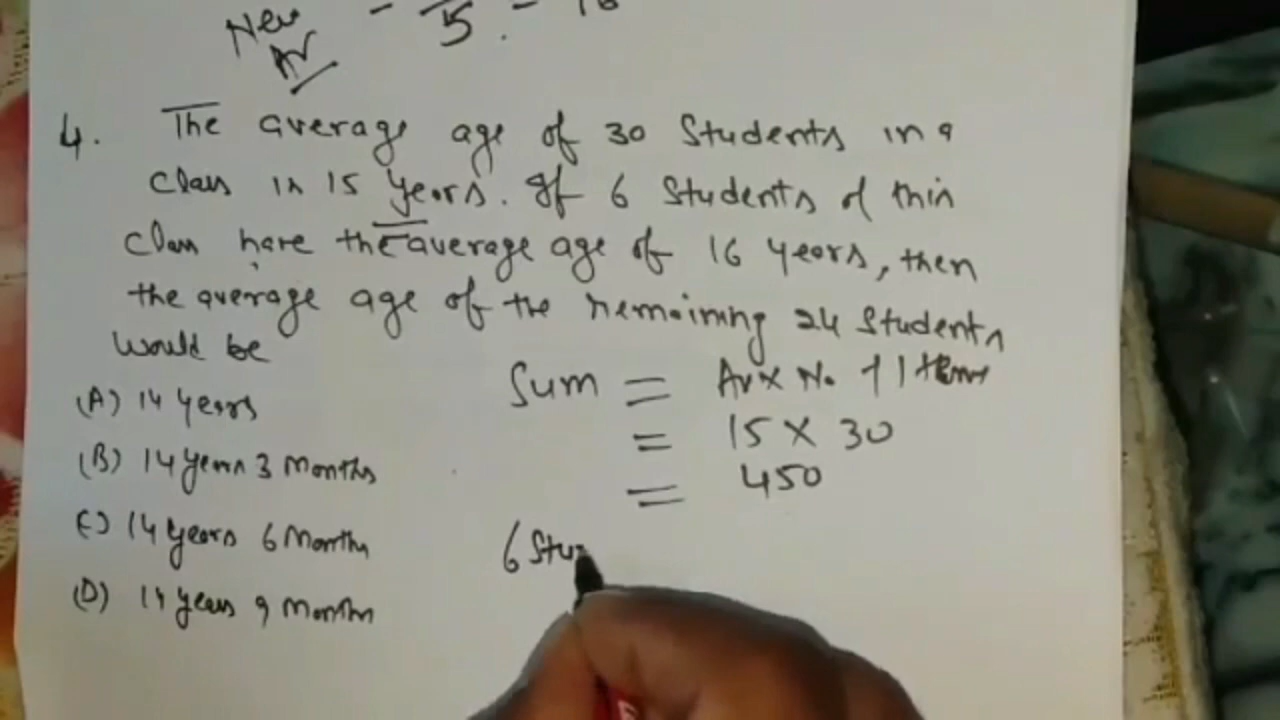 New
Av
5.
4. The average age of 30 Students in a
Class is 15 years. If 6 Students of this
Class have the average age of 16 years, then
the average age of the remaining 24 Students
would be
Sum = Av x No. of Items
(A) 14 years
= 15 x 30
(B) 14 years 3 Months
= 450
(C) 14 years 6 Months
6 Stu
(D) 14 years 9 Months